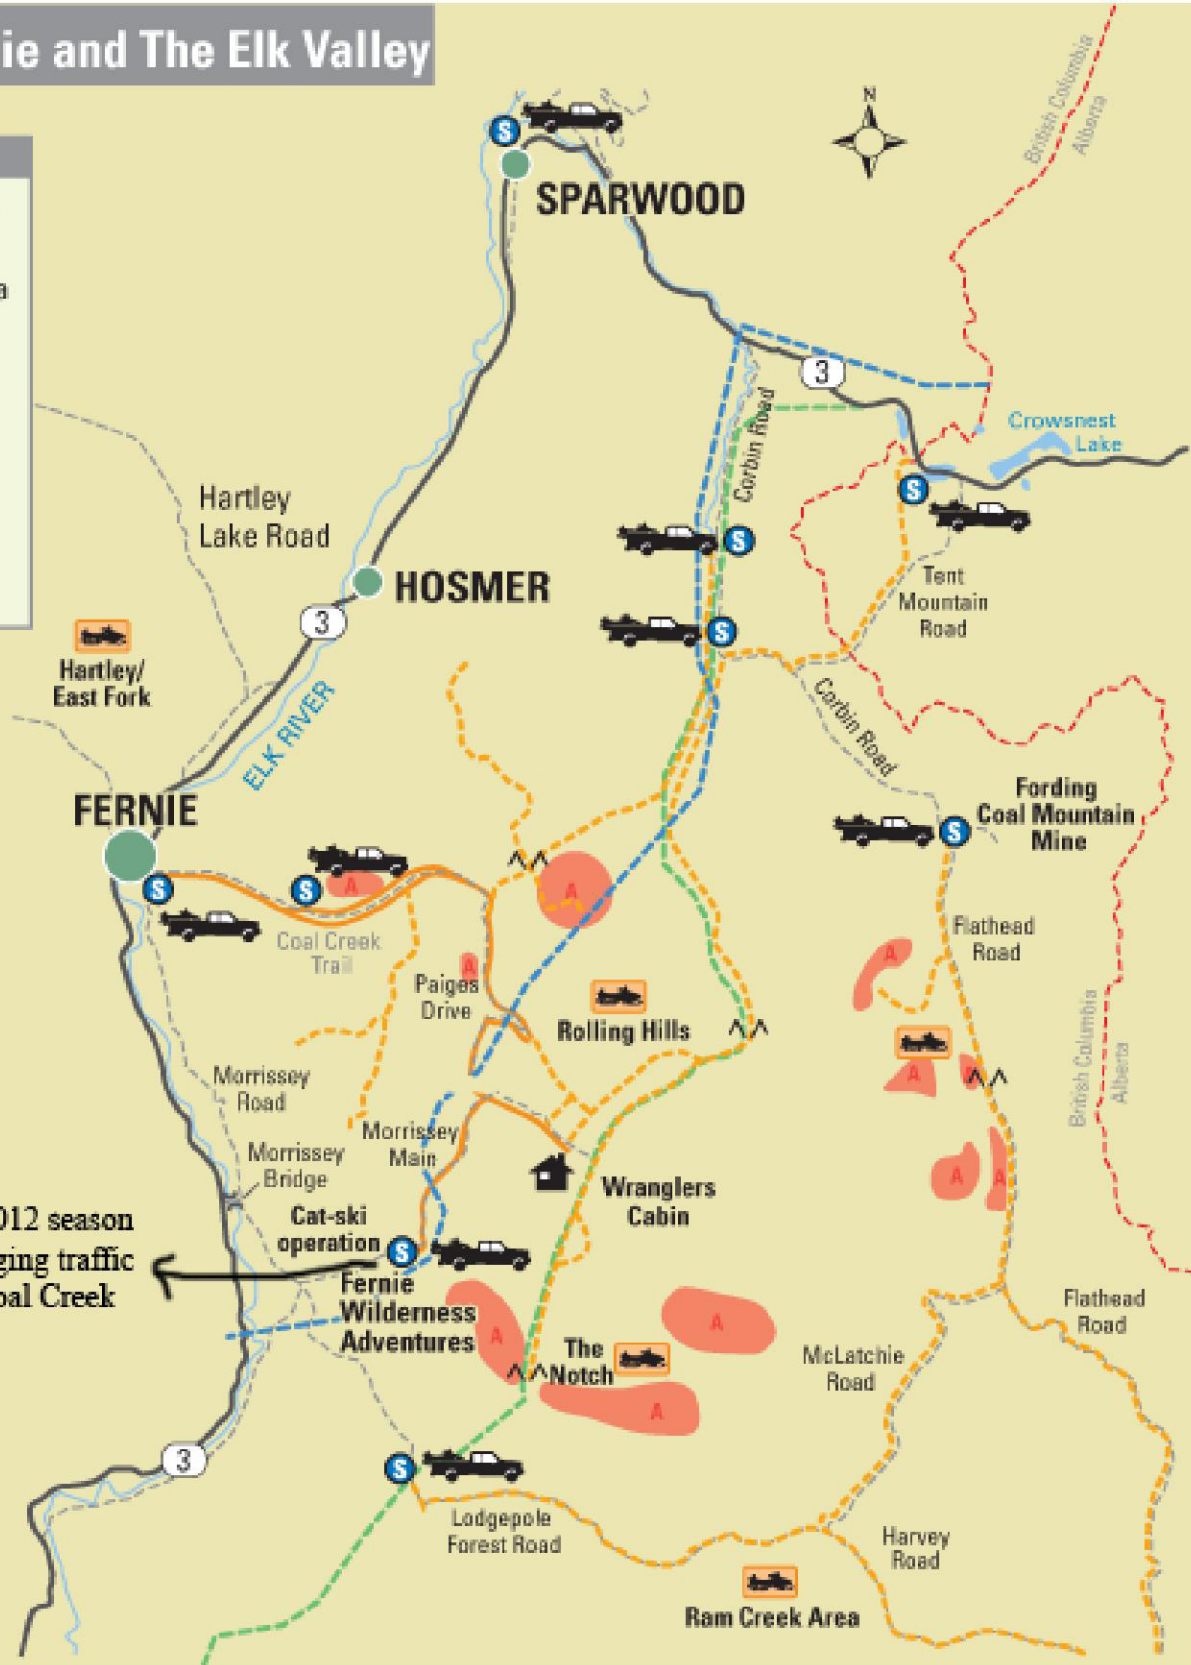 ie and The Elk Valley
N
British Columbia
Alberta
S
SPARWOOD
a
3
Corbin Road
Crowsnest
Lake
S
Hartley
Lake Road
S
Tent
Mountain
Road
HOSMER
3
S
Hartley/
East Fork
ELK RIVER
Corbin Road
Fording
Coal Mountain
Mine
S
FERNIE
S
S
A
A
Coal Creek
Trail
Flathead
Road
A
A
Paiges
Drive
Rolling Hills
British Columbia
Alberta
A
A
Morrissey
Road
Morrissey
Main
Morrissey
Bridge
A
A
Wranglers
Cabin
012 season
ging traffic
oal Creek
Cat-ski
operation
S
Fernie
Wilderness
Adventures
A
A
The
Notch
A
Flathead
Road
McLatchie
Road
3
S
Lodgepole
Forest Road
Harvey
Road
Ram Creek Area